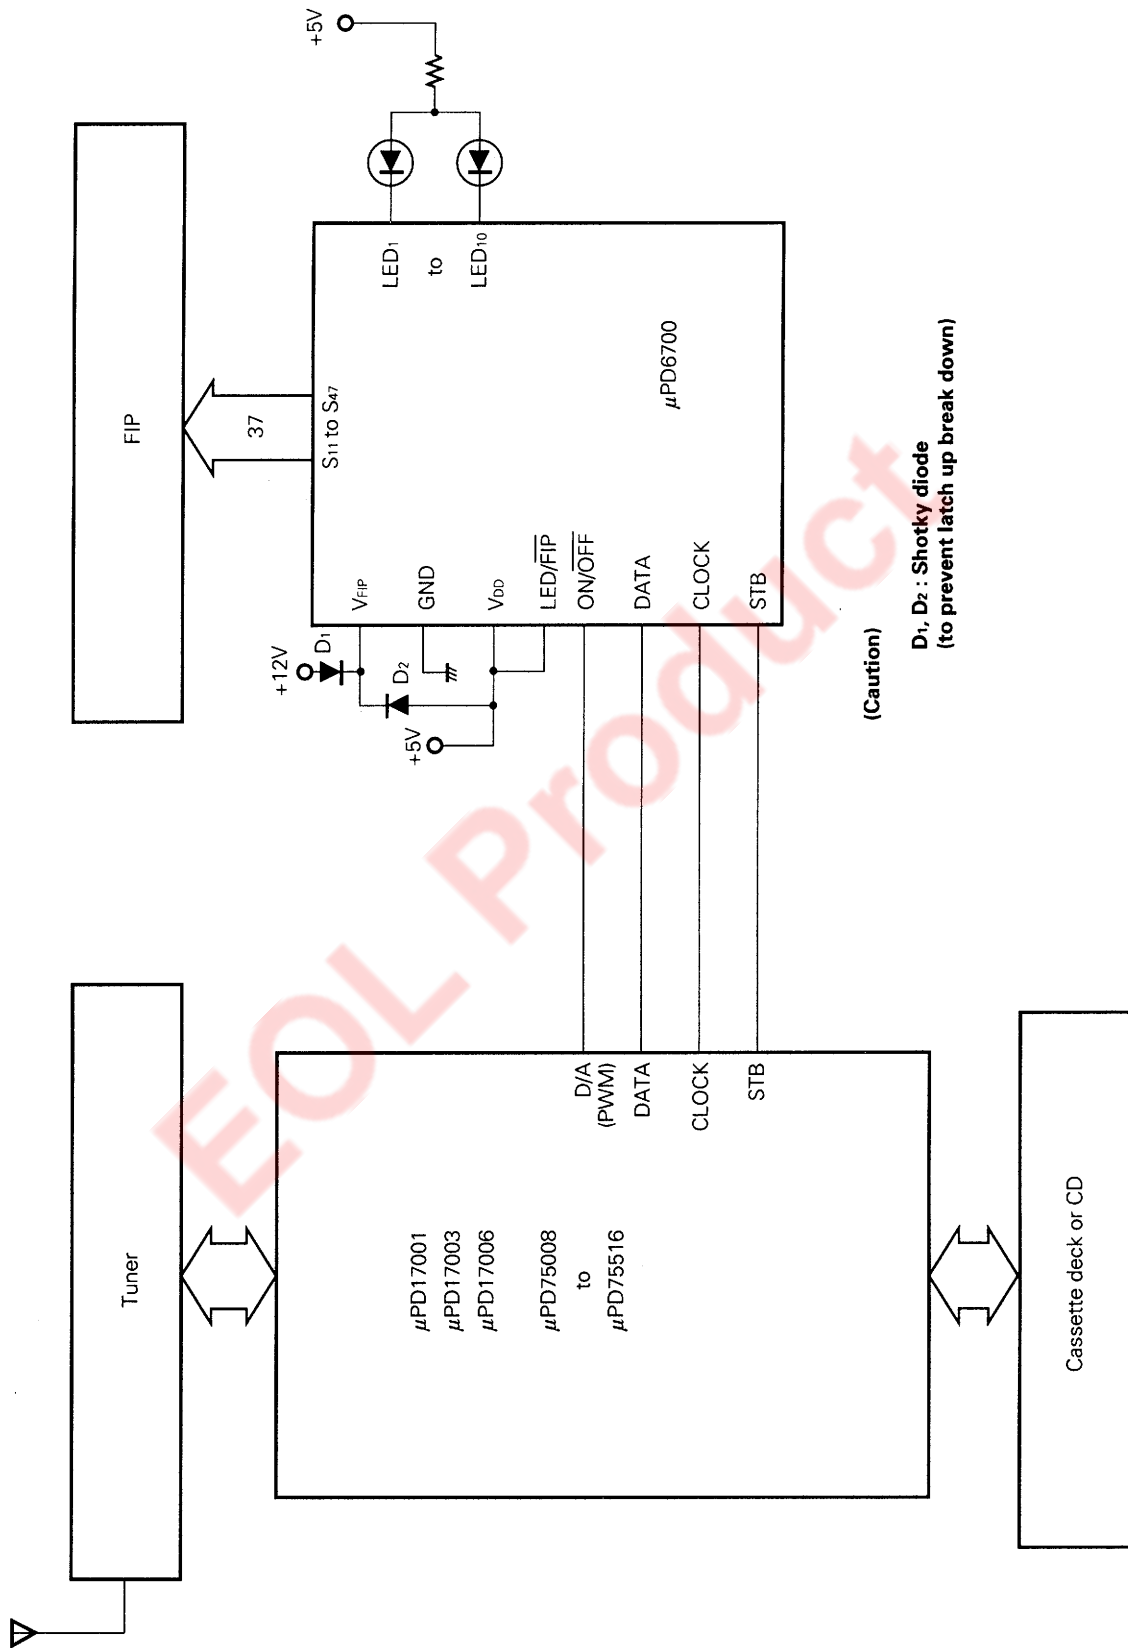 Tuner
µPD17001
µPD17003
µPD17006
µPD75008
to
µPD75516
D/A
(PWM)
DATA
CLOCK
STB
Cassette deck or CD
FIP
37
S11 to S47
+12V
D1
D2
+5V
VFIP
GND
VDD
LED/FIP
ON/OFF
DATA
CLOCK
STB
µPD6700
LED1
to
LED10
+5V
(Caution)
D1, D2 : Shotky diode
(to prevent latch up break down)
EOL Product